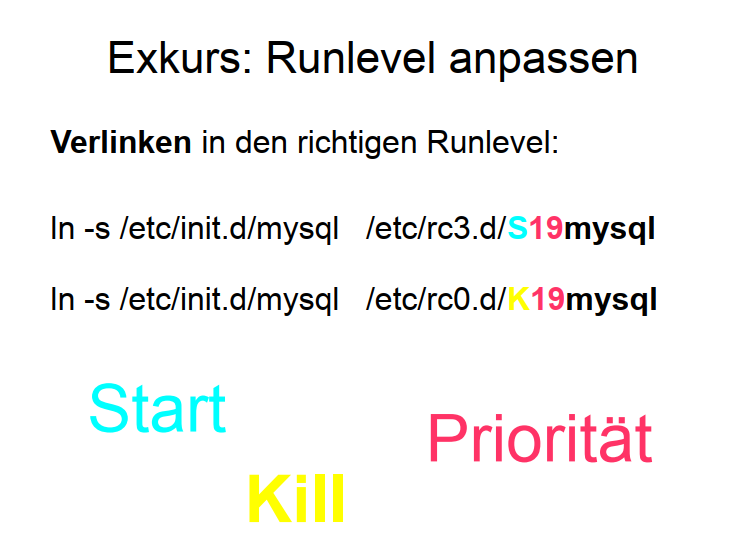 Exkurs: Runlevel anpassen
Verlinken in den richtigen Runlevel:
ln -s /etc/init.d/mysql /etc/rc3.d/S19mysql
ln -s /etc/init.d/mysql /etc/rc0.d/K19mysql
Start
Priorität
Kill